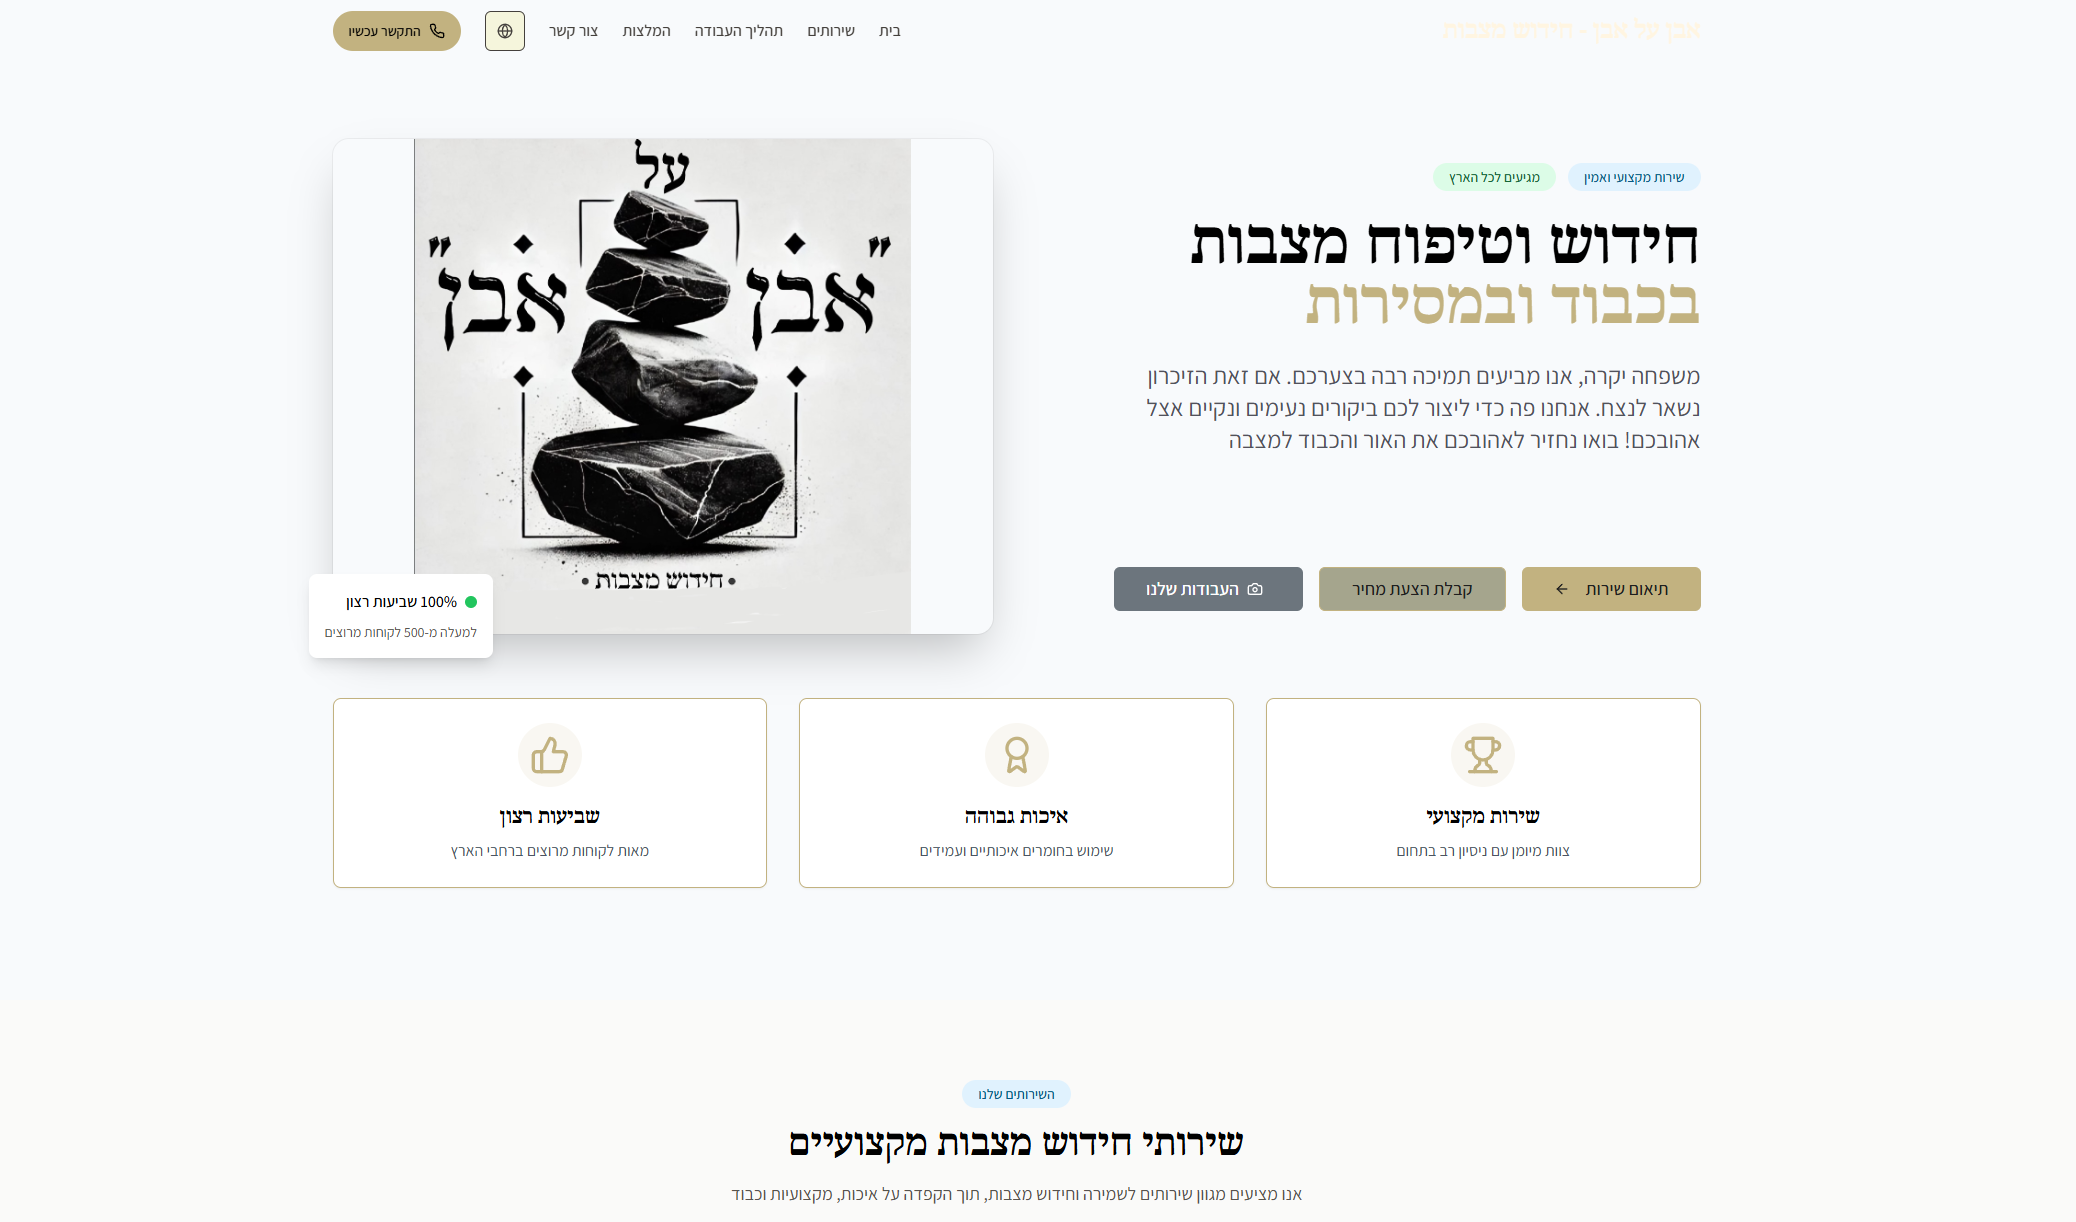 אבן על אבן - חידוש מצבות
בית
שירותים
תהליך העבודה
המלצות
צור קשר
התקשר עכשיו
שירות מקצועי ואמין
מגיעים לכל הארץ
חידוש וטיפוח מצבות
בכבוד ובמסירות
משפחה יקרה, אנו מביעים תמיכה רבה בצערכם. אם זאת הזיכרון
נשאר לנצח. אנחנו פה כדי ליצור לכם ביקורים נעימים ונקיים אצל
אהובכם! בואו נחזיר לאהובכם את האור והכבוד למצבה
תיאום שירות
קבלת הצעת מחיר
העבודות שלנו
על
"אבן אבן"
• חידוש מצבות •
100% שביעות רצון
למעלה מ-500 לקוחות מרוצים
שירות מקצועי
צוות מיומן עם ניסיון רב בתחום
איכות גבוהה
שימוש בחומרים איכותיים ועמידים
שביעות רצון
מאות לקוחות מרוצים ברחבי הארץ
השירותים שלנו
שירותי חידוש מצבות מקצועיים
אנו מציעים מגוון שירותים לשמירה וחידוש מצבות, תוך הקפדה על איכות, מקצועיות וכבוד